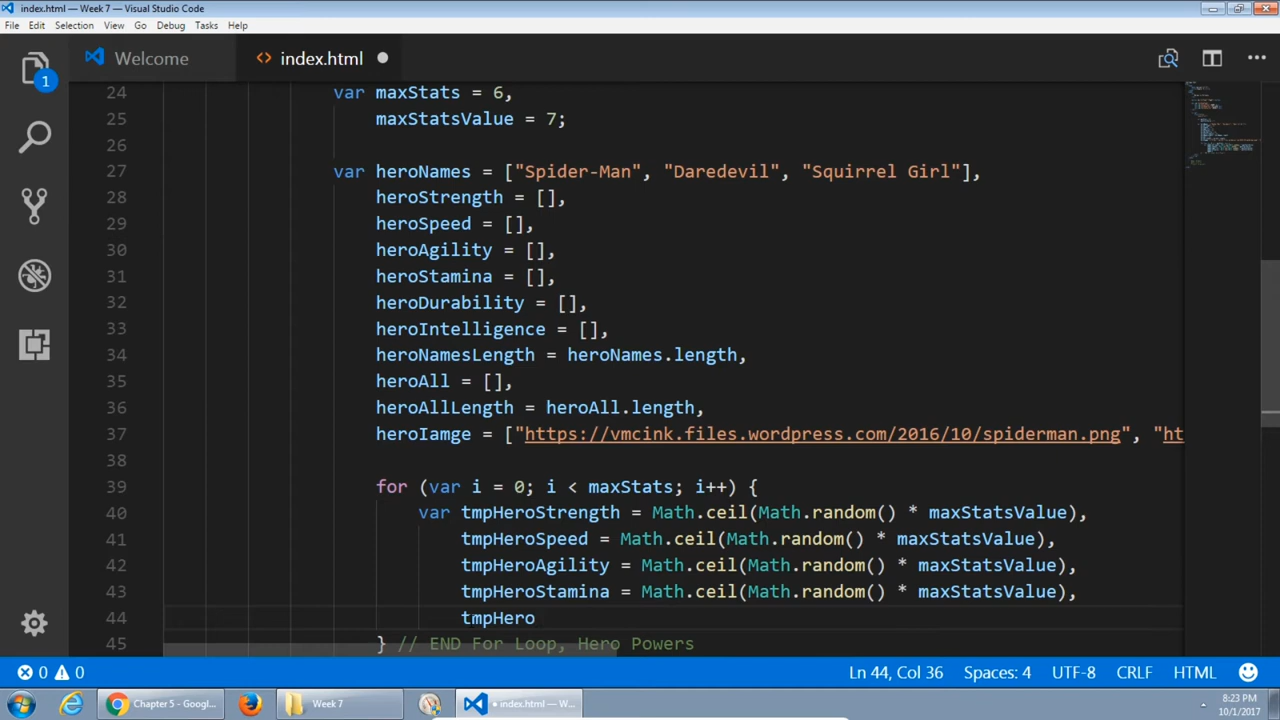 index.html — Week 7 — Visual Studio Code
File Edit Selection View Go Debug Tasks Help
1
Welcome
<> index.html
24 var maxStats = 6,
25 maxStatsValue = 7;
26
27 var heroNames = ["Spider-Man", "Daredevil", "Squirrel Girl"],
28 heroStrength = [],
29 heroSpeed = [],
30 heroAgility = [],
31 heroStamina = [],
32 heroDurability = [],
33 heroIntelligence = [],
34 heroNamesLength = heroNames.length,
35 heroAll = [],
36 heroAllLength = heroAll.length,
37 heroIamge = ["https://vmcink.files.wordpress.com/2016/10/spiderman.png", "ht
38
39 for (var i = 0; i < maxStats; i++) {
40 var tmpHeroStrength = Math.ceil(Math.random() * maxStatsValue),
41 tmpHeroSpeed = Math.ceil(Math.random() * maxStatsValue),
42 tmpHeroAgility = Math.ceil(Math.random() * maxStatsValue),
43 tmpHeroStamina = Math.ceil(Math.random() * maxStatsValue),
44 tmpHero
45 } // END For Loop, Hero Powers
0 0 Ln 44, Col 36 Spaces: 4 UTF-8 CRLF HTML
Chapter 5 - Googl... Week 7 • index.html — W... 8:23 PM
10/1/2017